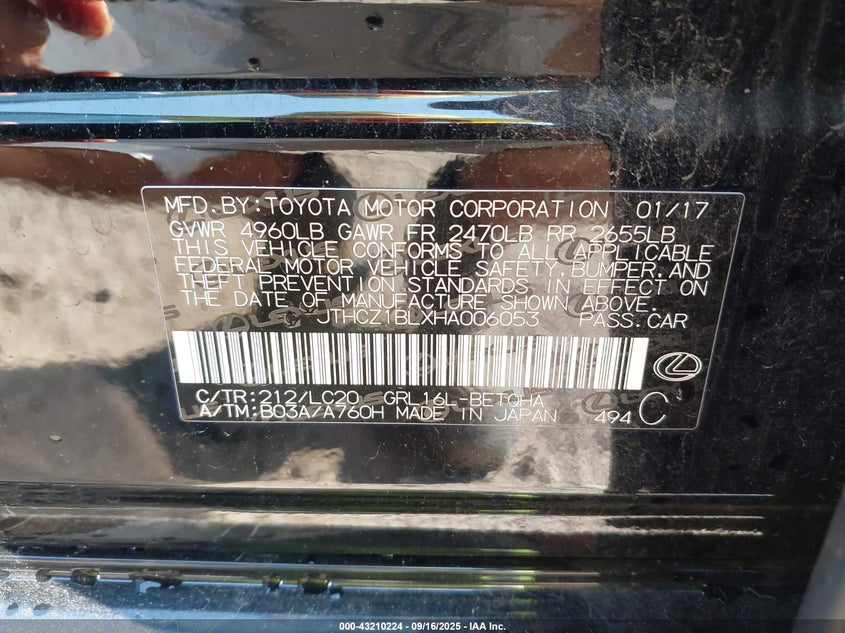 MFD. BY: TOYOTA MOTOR CORPORATION 01/17
GVWR 4960LB GAWR FR 2470LB RR 2655LB
THIS VEHICLE CONFORMS TO ALL APPLICABLE
FEDERAL MOTOR VEHICLE SAFETY, BUMPER, AND
THEFT PREVENTION STANDARDS IN EFFECT ON
THE DATE OF MANUFACTURE SHOWN ABOVE.
JTHCZ1BLXHA006053 PASS. CAR
C/TR: 212/LC20 GRL16L-BETQHA
A/TM: B03A/A760H MADE IN JAPAN 494 C
000-43210224 - 09/16/2025 - IAA Inc.